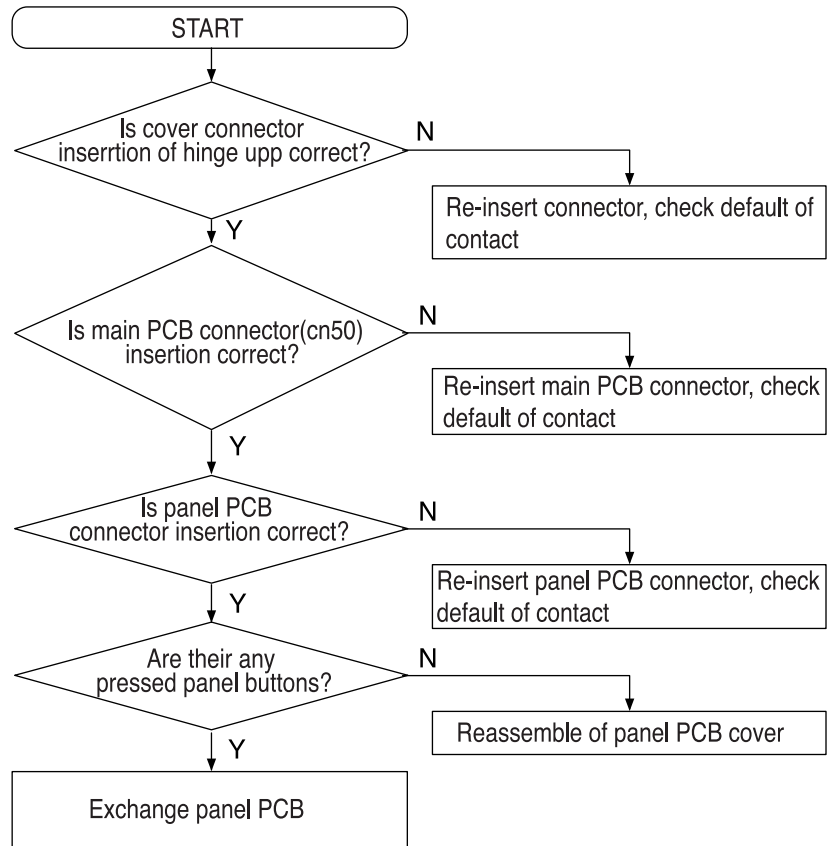 START
Is cover connector
inserrtion of hinge upp correct?
N
Re-insert connector, check default of
contact
Y
Is main PCB connector(cn50)
insertion correct?
N
Re-insert main PCB connector, check
default of contact
Y
Is panel PCB
connector insertion correct?
N
Re-insert panel PCB connector, check
default of contact
Y
Are their any
pressed panel buttons?
N
Reassemble of panel PCB cover
Y
Exchange panel PCB